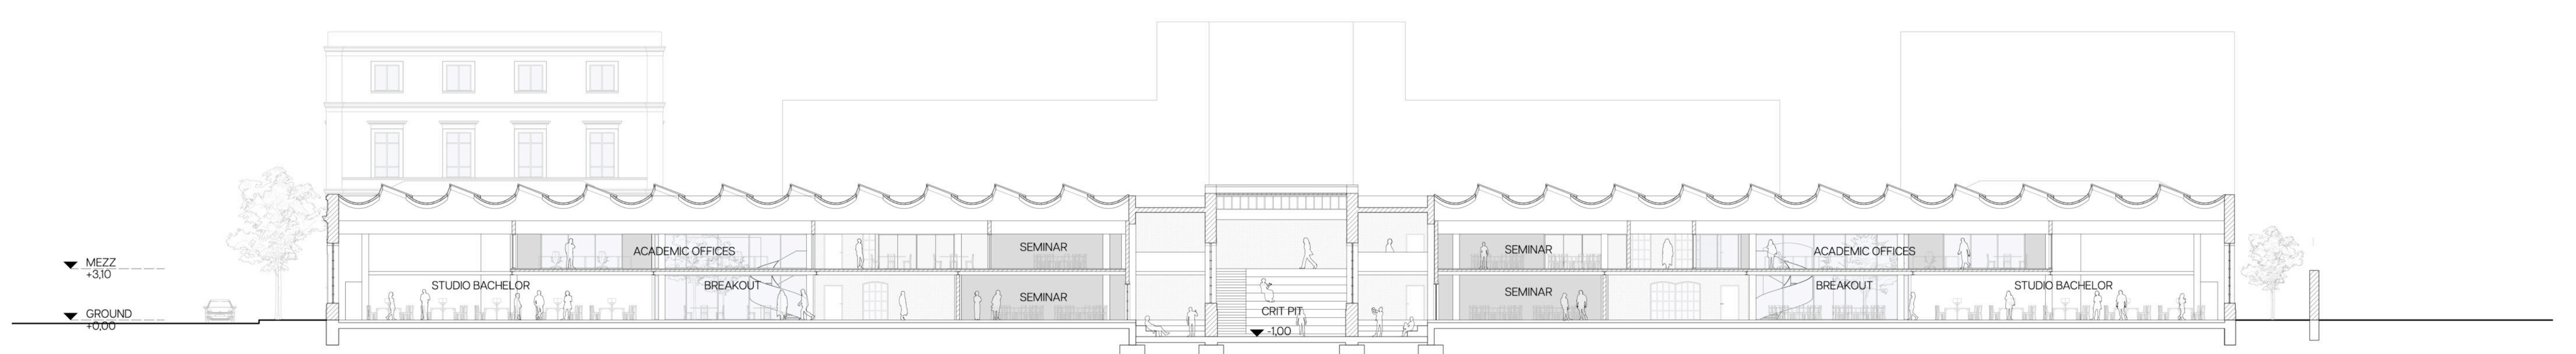 SEMINAR
SEMINAR
ACADEMIC OFFICES
ACADEMIC OFFICES
MEZZ
+3,10
STUDIO BACHELOR
BREAKOUT
SEMINAR
SEMINAR
BREAKOUT
STUDIO BACHELOR
GROUND
+0,00
CRIT PIT
-1,00